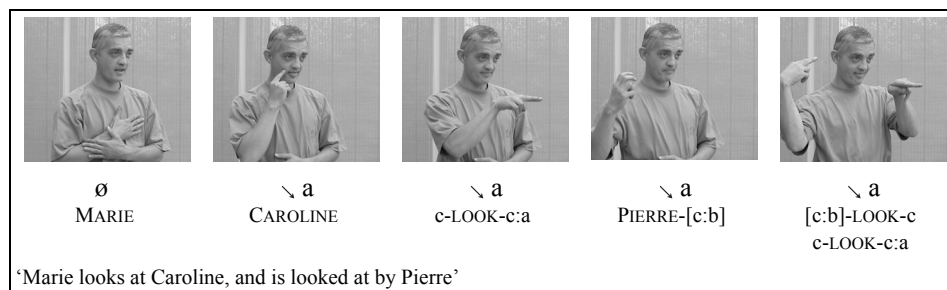 ø ↘ a ↘ a ↘ a ↘ a
MARIE CAROLINE c-LOOK-c:a PIERRE-[c:b] [c:b]-LOOK-c
c-LOOK-c:a
‘Marie looks at Caroline, and is looked at by Pierre’